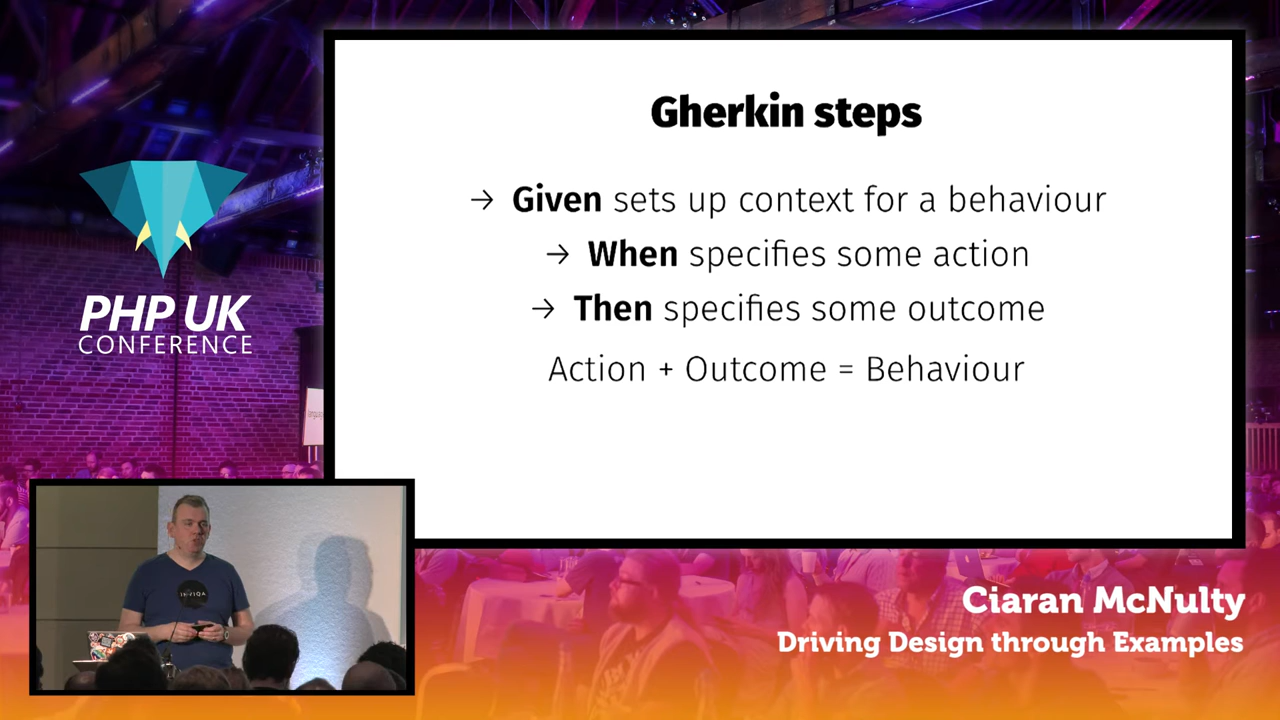 Gherkin steps
→ Given sets up context for a behaviour
→ When specifies some action
→ Then specifies some outcome
Action + Outcome = Behaviour
PHP UK
CONFERENCE
INVIQA
Ciaran McNulty
Driving Design through Examples